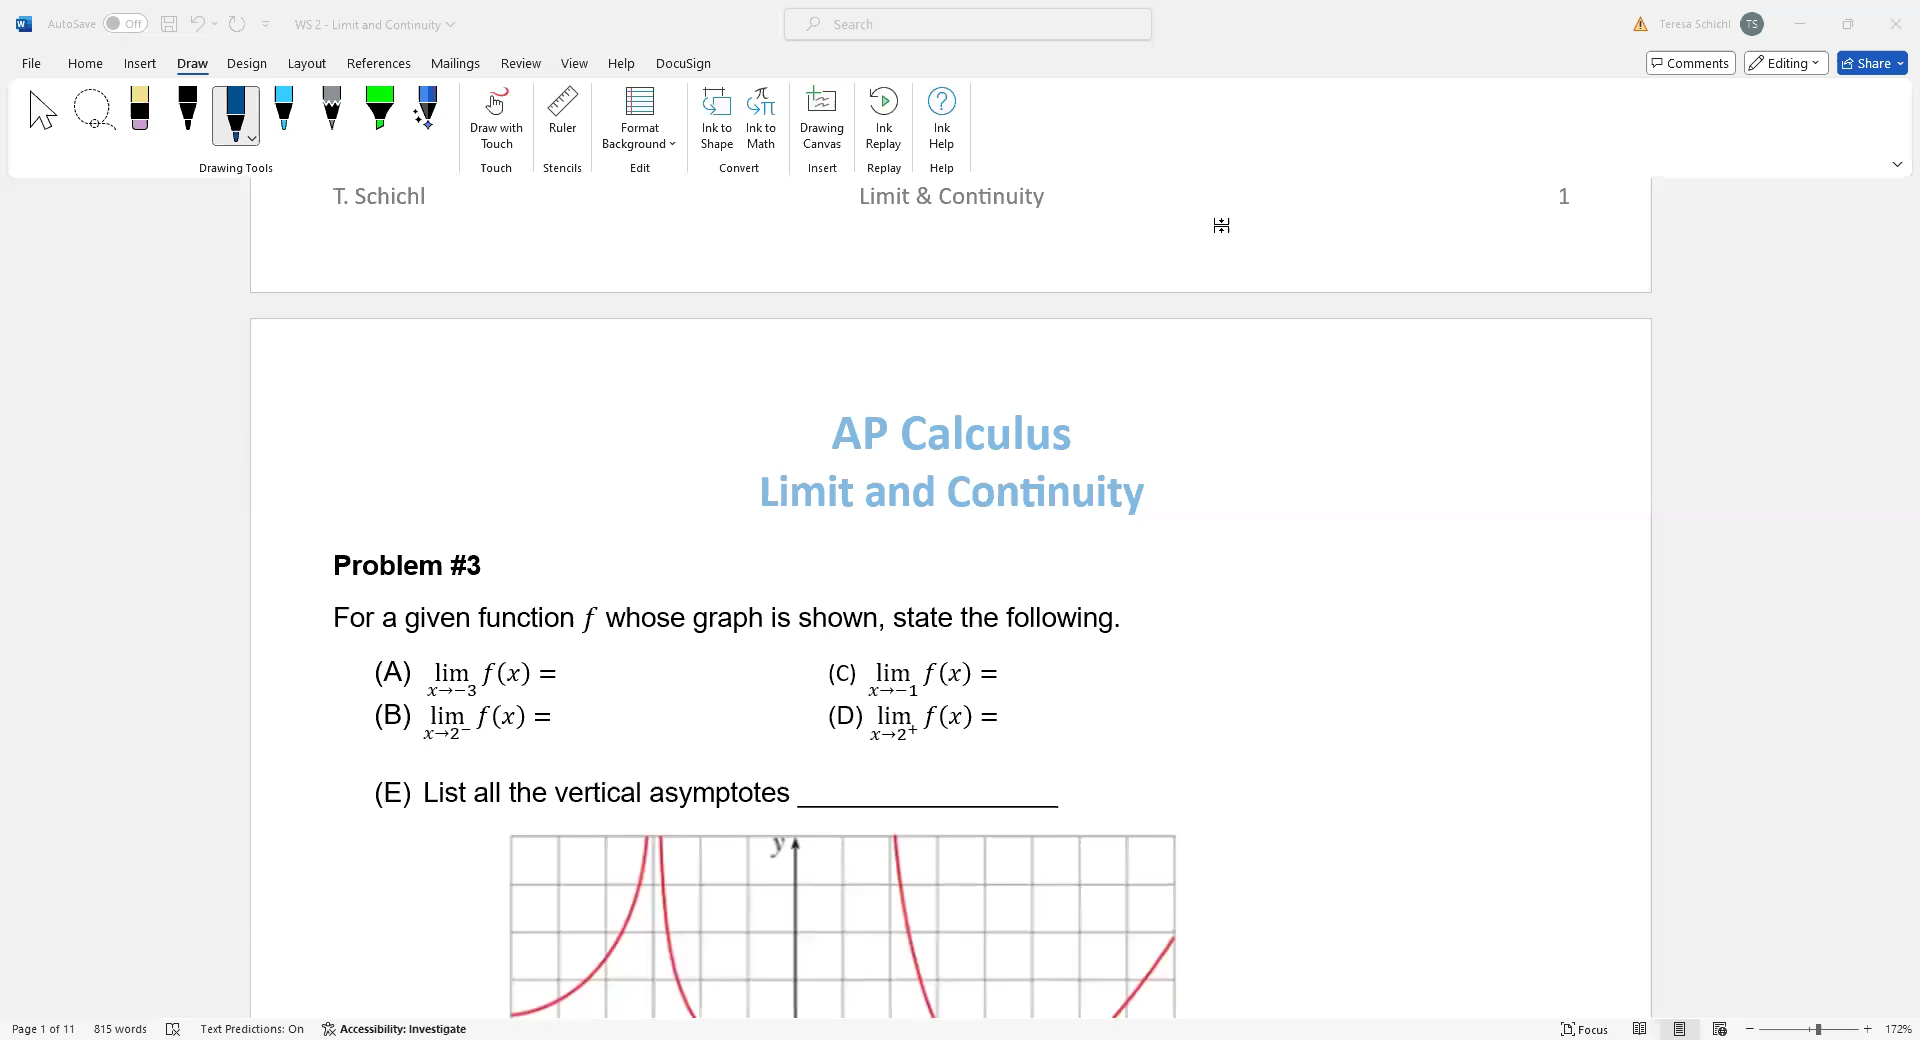 AutoSave Off WS 2 - Limit and Continuity Search Teresa Schichl TS
File Home Insert Draw Design Layout References Mailings Review View Help DocuSign Comments Editing Share
Draw with Touch
Ruler
Format Background
Ink to Shape
Ink to Math
Drawing Canvas
Ink Replay
Ink Help
Drawing Tools Touch Stencils Edit Convert Insert Replay Help
T. Schichl Limit & Continuity 1
AP Calculus
Limit and Continuity
Problem #3
For a given function f whose graph is shown, state the following.
(A) lim x→−3 f(x) = (C) lim x→−1 f(x) =
(B) lim x→2⁻ f(x) = (D) lim x→2⁺ f(x) =
(E) List all the vertical asymptotes __________________
y
Page 1 of 11 815 words Text Predictions: On Accessibility: Investigate Focus 172%